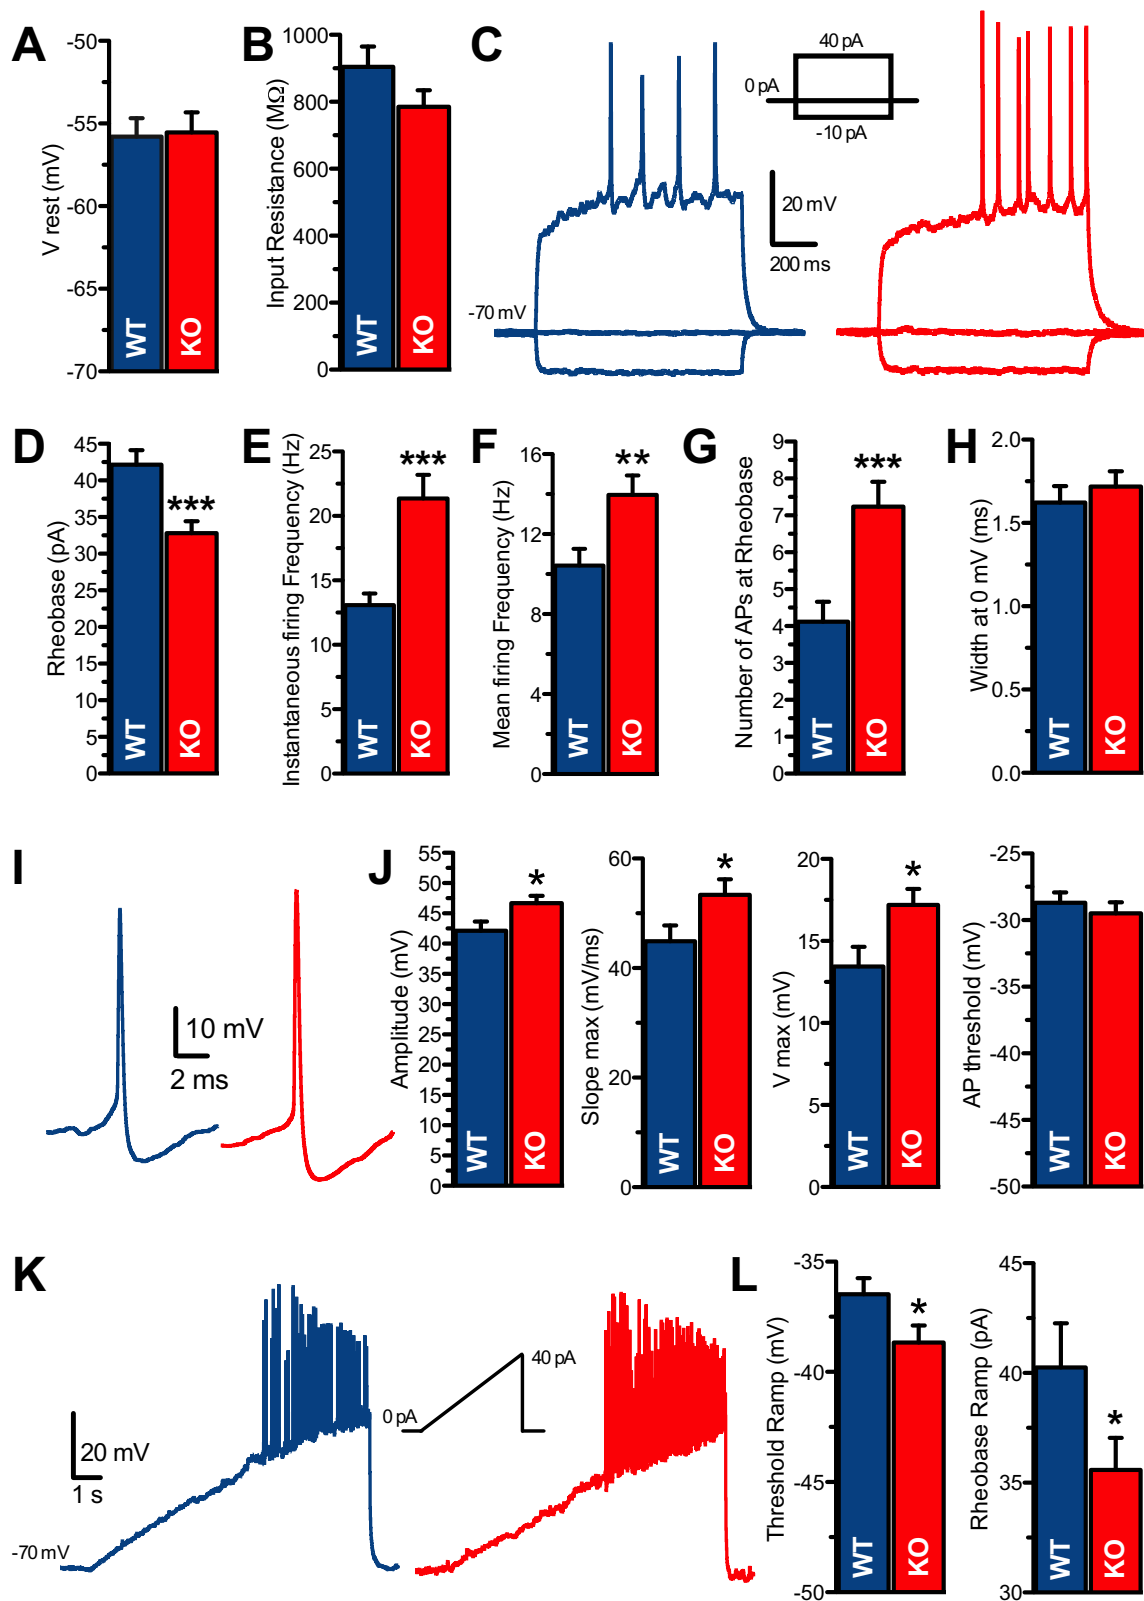 A
-50
-55
-60
-65
-70
V rest (mV)
WT
KO
B
1000
800
600
400
200
0
Input Resistance (MΩ)
WT
KO
C
40 pA
0 pA
-10 pA
20 mV
200 ms
-70 mV
D
45
40
35
30
25
20
15
10
5
0
Rheobase (pA)
***
WT
KO
E
25
20
15
10
5
0
Instantaneous firing Frequency (Hz)
***
WT
KO
F
16
12
8
4
0
Mean firing Frequency (Hz)
**
WT
KO
G
9
8
7
6
5
4
3
2
1
0
Number of APs at Rheobase
***
WT
KO
H
2.0
1.5
1.0
0.5
0.0
Width at 0 mV (ms)
WT
KO
I
10 mV
2 ms
J
55
50
45
40
35
30
25
20
15
10
5
0
Amplitude (mV)
*
WT
KO
60
40
20
0
Slope max (mV/ms)
*
WT
KO
20
15
10
5
0
V max (mV)
*
WT
KO
-25
-30
-35
-40
-45
-50
AP threshold (mV)
WT
KO
K
40 pA
0 pA
20 mV
1 s
-70 mV
L
-35
-40
-45
-50
Threshold Ramp (mV)
*
WT
KO
45
40
35
30
Rheobase Ramp (pA)
*
WT
KO